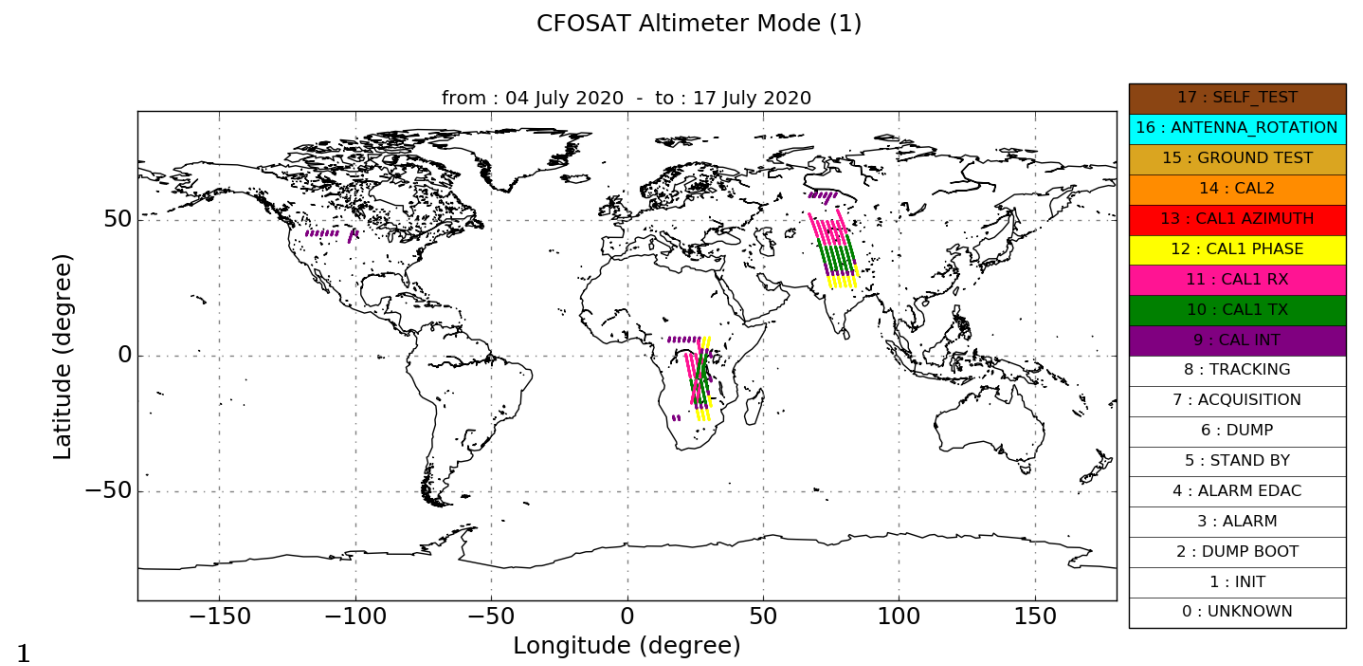 CFOSAT Altimeter Mode (1)
from : 04 July 2020 - to : 17 July 2020
17 : SELF_TEST
16 : ANTENNA_ROTATION
15 : GROUND TEST
14 : CAL2
13 : CAL1 AZIMUTH
12 : CAL1 PHASE
11 : CAL1 RX
10 : CAL1 TX
9 : CAL INT
8 : TRACKING
7 : ACQUISITION
6 : DUMP
5 : STAND BY
4 : ALARM EDAC
3 : ALARM
2 : DUMP BOOT
1 : INIT
0 : UNKNOWN
Latitude (degree)
50
0
−50
−150 −100 −50 0 50 100 150
Longitude (degree)
1